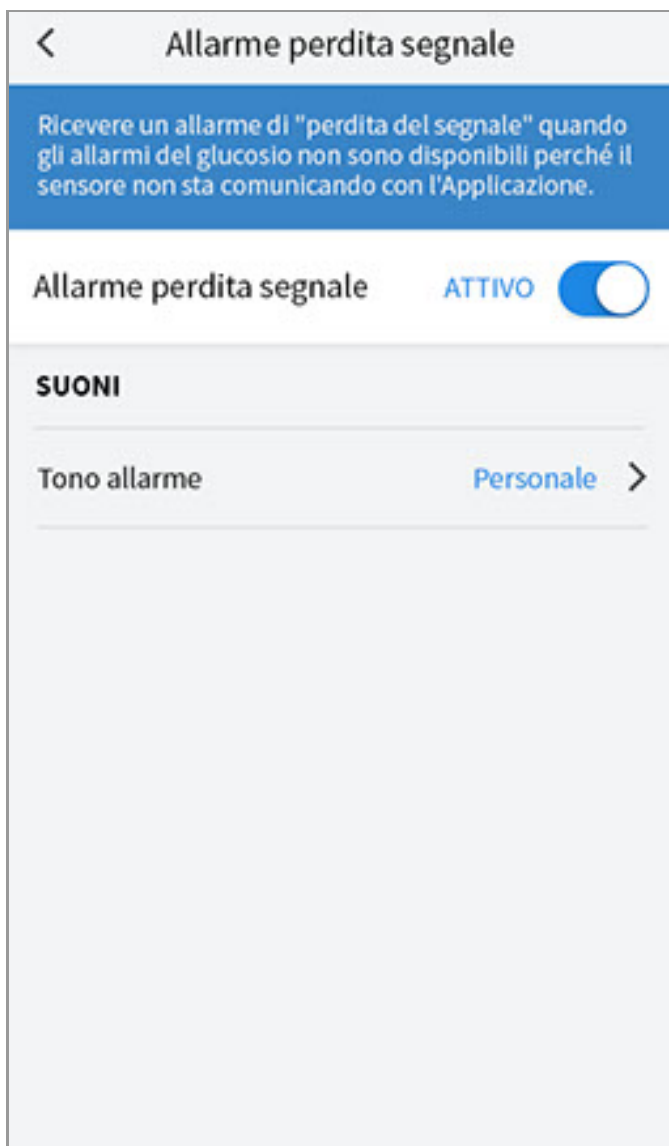 Allarme perdita segnale
Ricevere un allarme di "perdita del segnale" quando
gli allarmi del glucosio non sono disponibili perché il
sensore non sta comunicando con l'Applicazione.
Allarme perdita segnale ATTIVO
SUONI
Tono allarme Personale